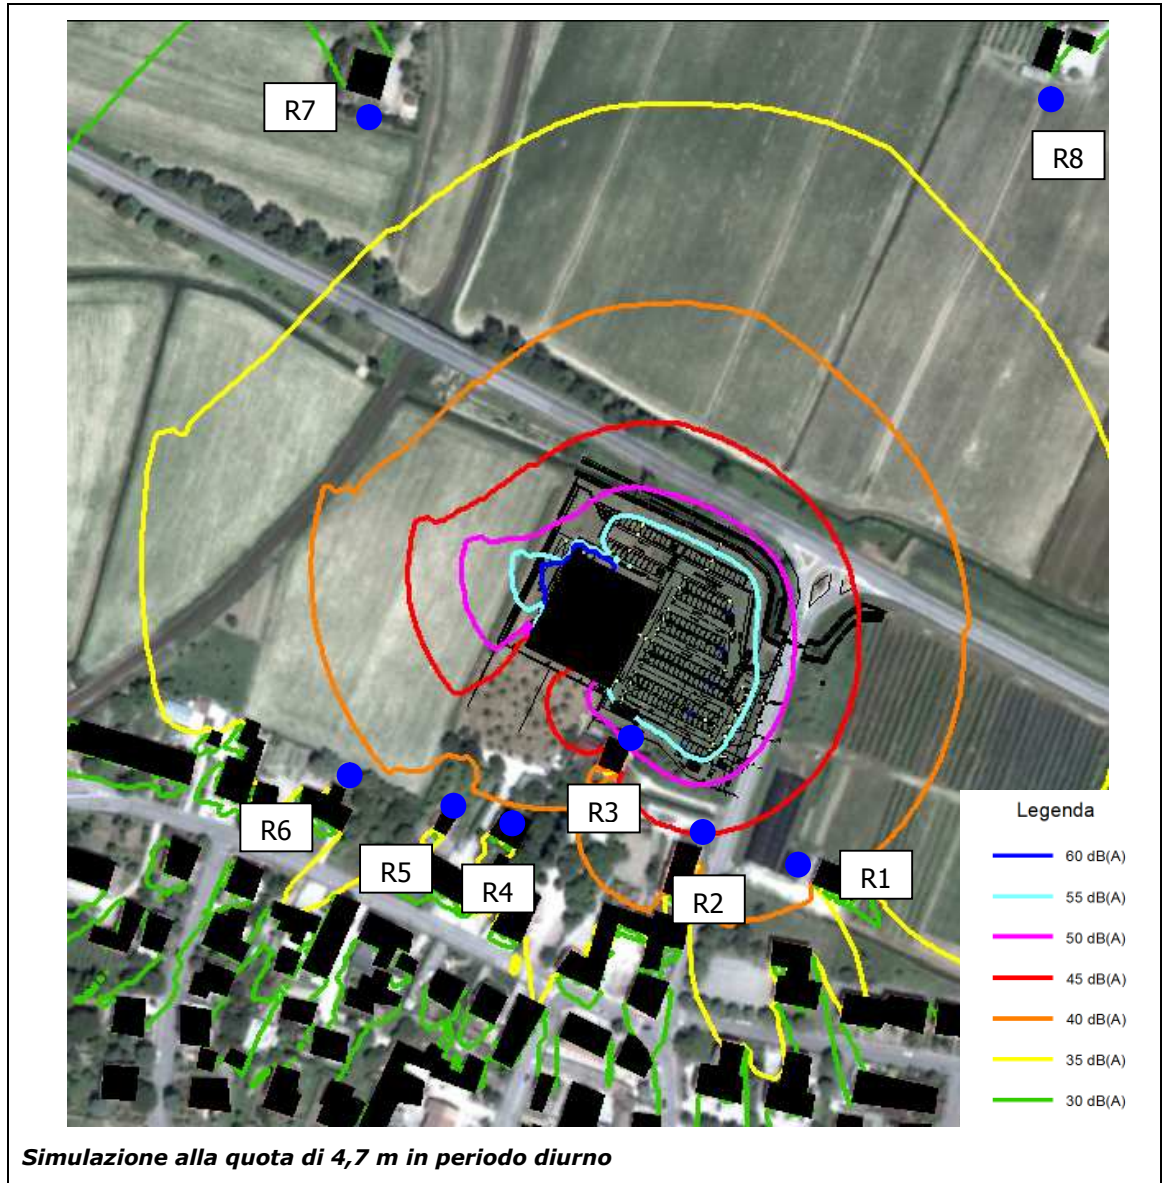 R7
R8
R3
R6
R5
R4
R2
R1
Legenda
60 dB(A)
55 dB(A)
50 dB(A)
45 dB(A)
40 dB(A)
35 dB(A)
30 dB(A)
Simulazione alla quota di 4,7 m in periodo diurno